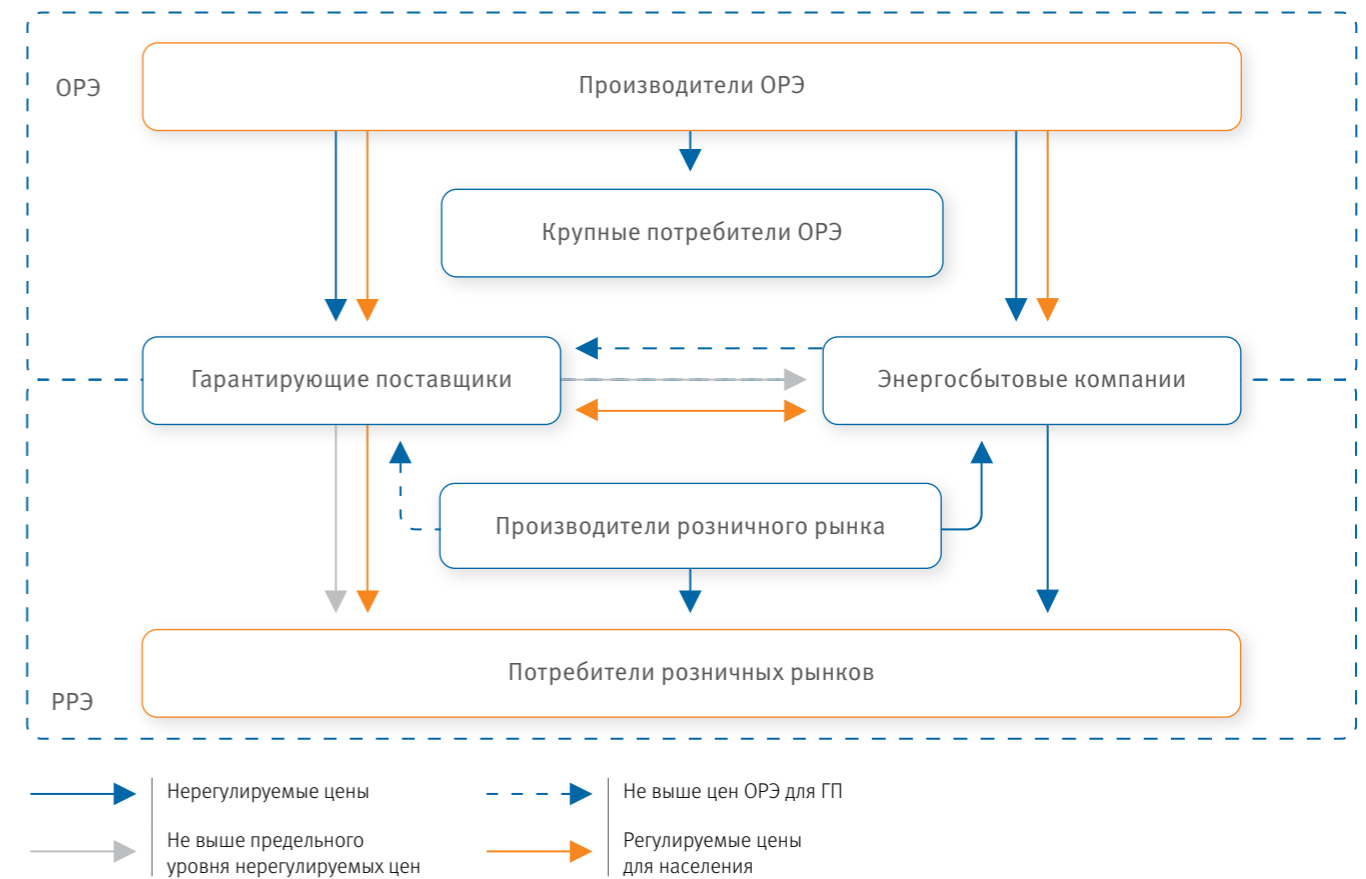 ОРЭ
Производители ОРЭ
Крупные потребители ОРЭ
Гарантирующие поставщики
Энергосбытовые компании
Производители розничного рынка
Потребители розничных рынков
РРЭ
Нерегулируемые цены
Не выше предельного
уровня нерегулируемых цен
Не выше цен ОРЭ для ГП
Регулируемые цены
для населения